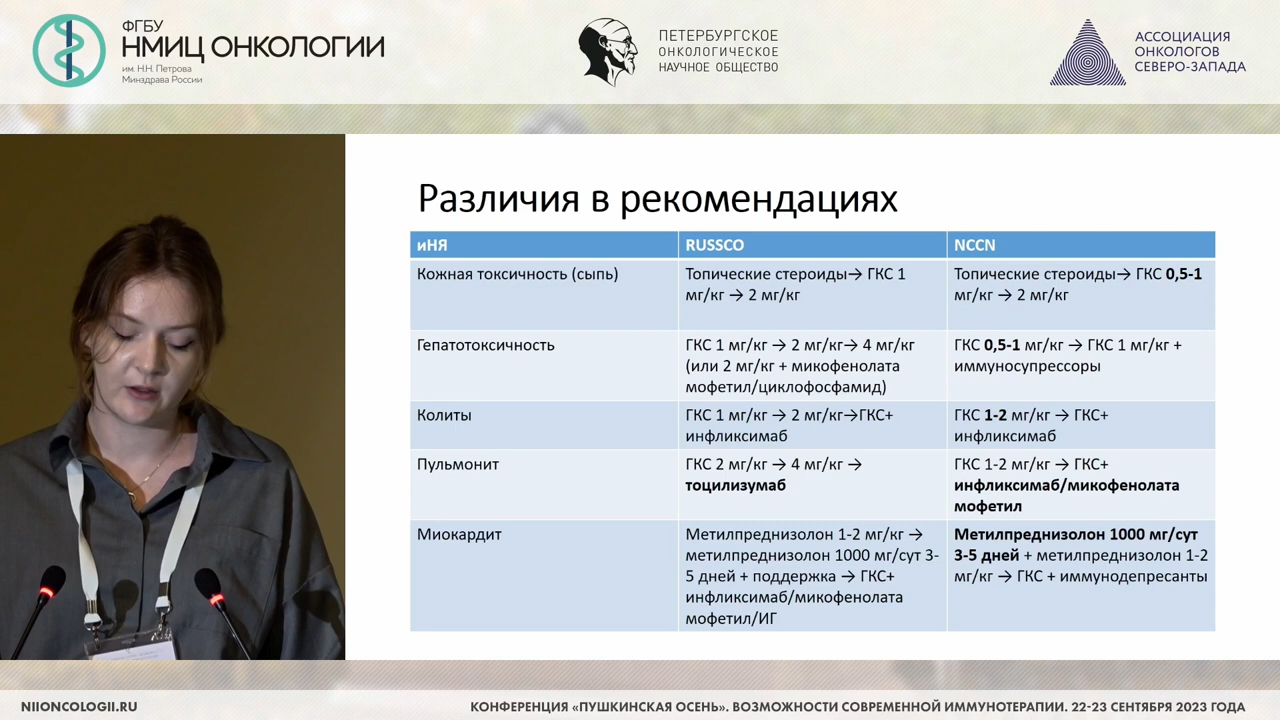 ФГБУ
НМИЦ ОНКОЛОГИИ
им. Н.Н. Петрова
Минздрава России
ПЕТЕРБУРГСКОЕ
ОНКОЛОГИЧЕСКОЕ
НАУЧНОЕ ОБЩЕСТВО
АССОЦИАЦИЯ
ОНКОЛОГОВ
СЕВЕРО-ЗАПАДА
Различия в рекомендациях
иНЯ
RUSSCO
NCCN
Кожная токсичность (сыпь)
Топические стероиды→ ГКС 1
мг/кг → 2 мг/кг
Топические стероиды→ ГКС 0,5-1
мг/кг → 2 мг/кг
Гепатотоксичность
ГКС 1 мг/кг → 2 мг/кг→ 4 мг/кг
(или 2 мг/кг + микофенолата
мофетил/циклофосфамид)
ГКС 0,5-1 мг/кг → ГКС 1 мг/кг +
иммуносупрессоры
Колиты
ГКС 1 мг/кг → 2 мг/кг→ГКС+
инфликсимаб
ГКС 1-2 мг/кг → ГКС+
инфликсимаб
Пульмонит
ГКС 2 мг/кг → 4 мг/кг →
тоцилизумаб
ГКС 1-2 мг/кг → ГКС+
инфликсимаб/микофенолата
мофетил
Миокардит
Метилпреднизолон 1-2 мг/кг →
метилпреднизолон 1000 мг/сут 3-
5 дней + поддержка → ГКС+
инфликсимаб/микофенолата
мофетил/ИГ
Метилпреднизолон 1000 мг/сут
3-5 дней + метилпреднизолон 1-2
мг/кг → ГКС + иммунодепресанты
NIIONCOLOGII.RU
КОНФЕРЕНЦИЯ «ПУШКИНСКАЯ ОСЕНЬ». ВОЗМОЖНОСТИ СОВРЕМЕННОЙ ИММУНОТЕРАПИИ. 22-23 СЕНТЯБРЯ 2023 ГОДА